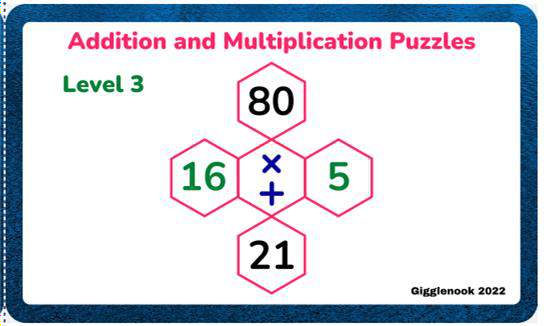 Addition and Multiplication Puzzles
Level 3
80
16 × 5
+
21
Gigglenook 2022